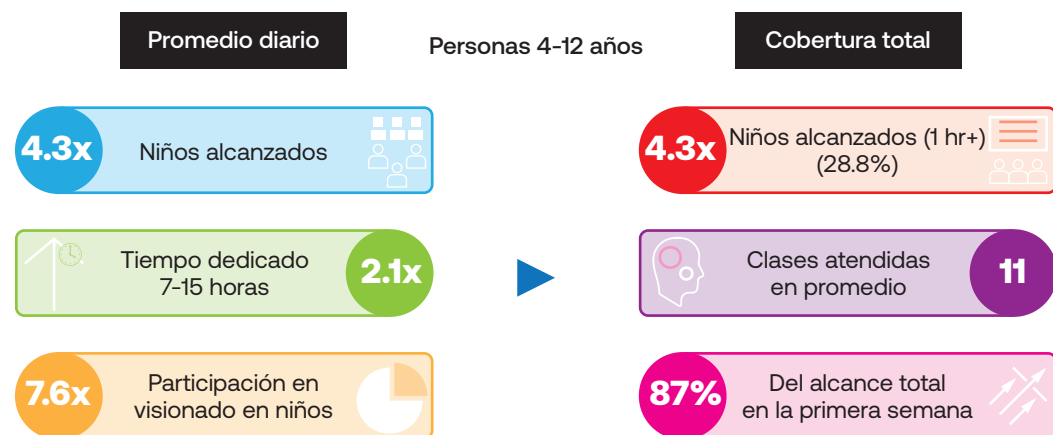 Promedio diario
Personas 4-12 años
Cobertura total
4.3x
Niños alcanzados
4.3x
Niños alcanzados (1 hr+)
(28.8%)
Tiempo dedicado
7-15 horas
2.1x
Clases atendidas
en promedio
11
7.6x
Participación en
visionado en niños
87%
Del alcance total
en la primera semana